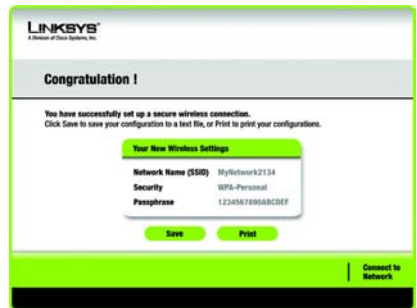 LINKSYS®
A Division of Cisco Systems, Inc.
Congratulation !
You have successfully set up a secure wireless connection.
Click Save to save your configuration to a text file, or Print to print your configurations.
Your New Wireless Settings
Network Name (SSID) MyNetwork2134
Security WPA-Personal
Passphrase 1234567890ABCDEF
Save Print
Connect to
Network